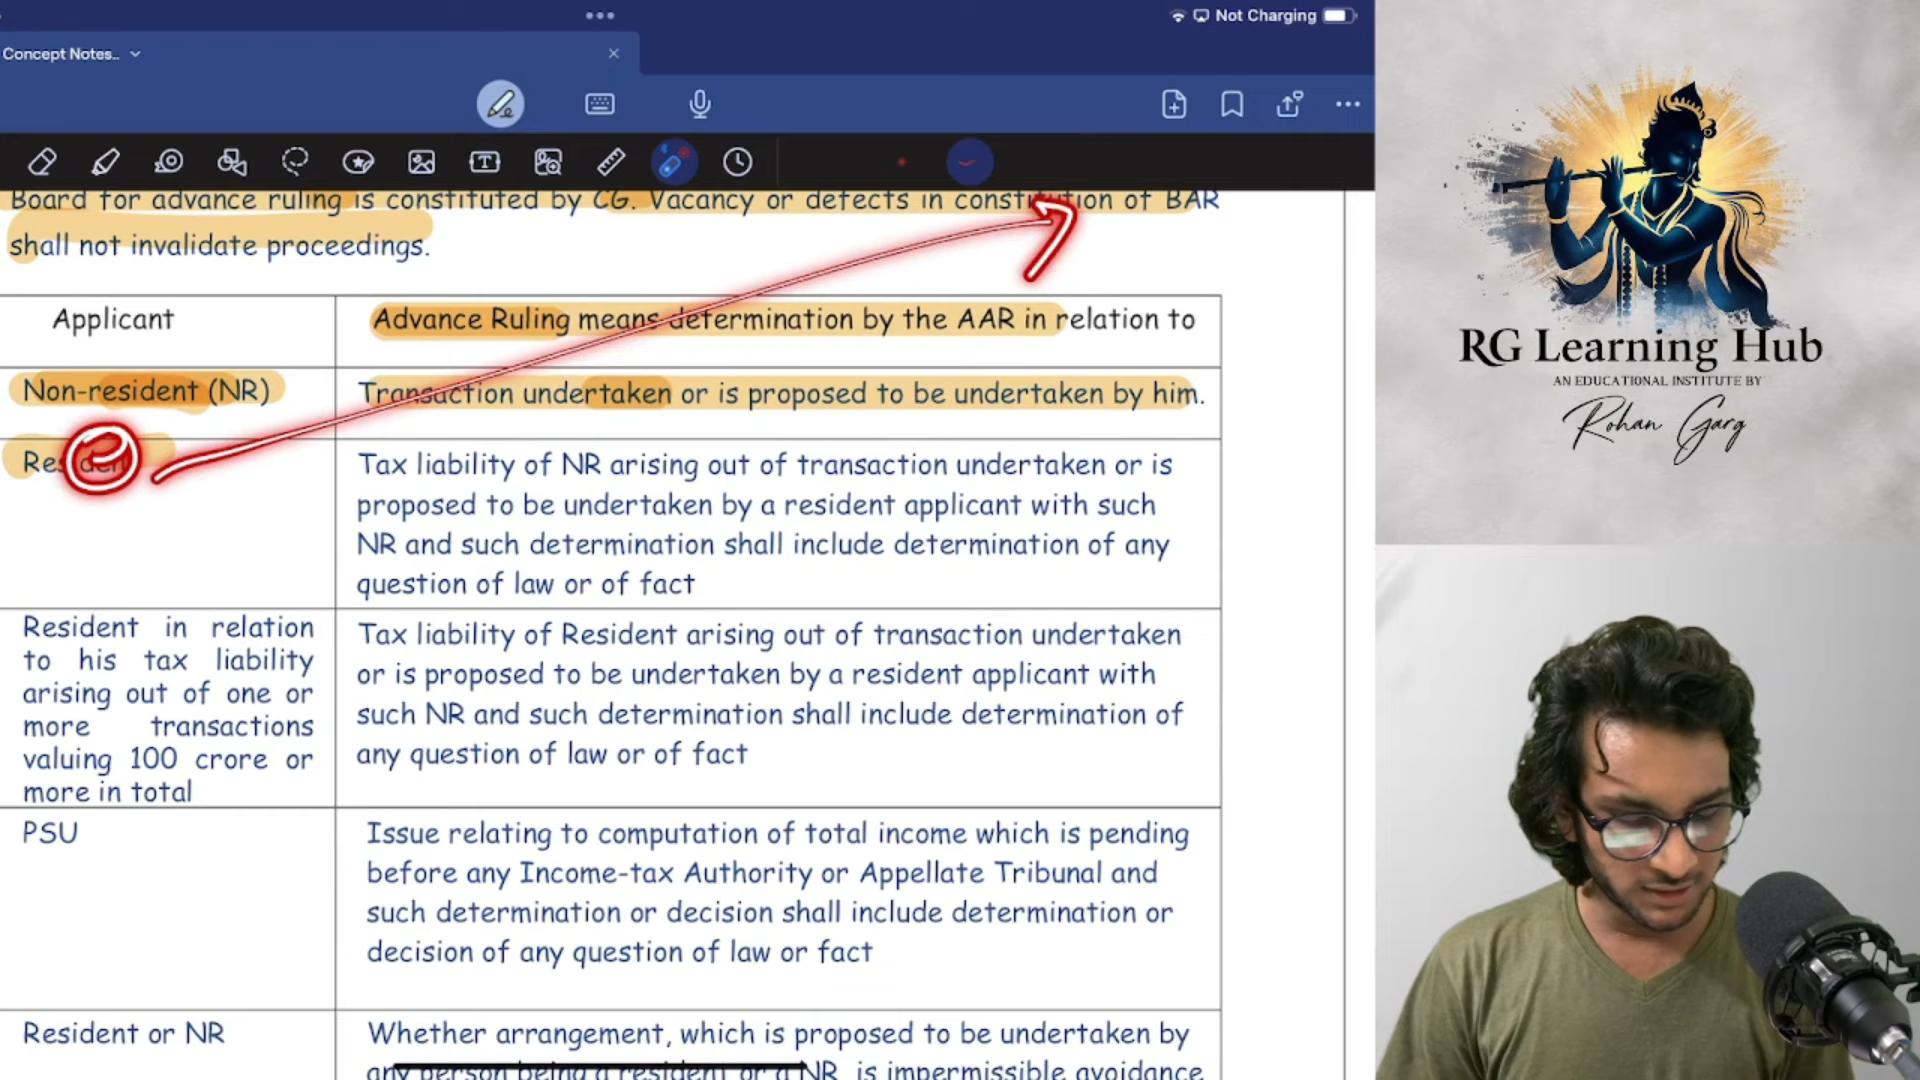 Not Charging
Concept Notes..
Board for advance ruling is constituted by CG. Vacancy or defects in constitution of BAR
shall not invalidate proceedings.
Applicant
Advance Ruling means determination by the AAR in relation to
Non-resident (NR)
Transaction undertaken or is proposed to be undertaken by him.
Resident
Tax liability of NR arising out of transaction undertaken or is
proposed to be undertaken by a resident applicant with such
NR and such determination shall include determination of any
question of law or of fact
Resident in relation
to his tax liability
arising out of one or
more transactions
valuing 100 crore or
more in total
Tax liability of Resident arising out of transaction undertaken
or is proposed to be undertaken by a resident applicant with
such NR and such determination shall include determination of
any question of law or of fact
PSU
Issue relating to computation of total income which is pending
before any Income-tax Authority or Appellate Tribunal and
such determination or decision shall include determination or
decision of any question of law or fact
Resident or NR
Whether arrangement, which is proposed to be undertaken by
any person being a resident or a NR is impermissible avoidance
RG Learning Hub
AN EDUCATIONAL INSTITUTE BY
Rohan Garg